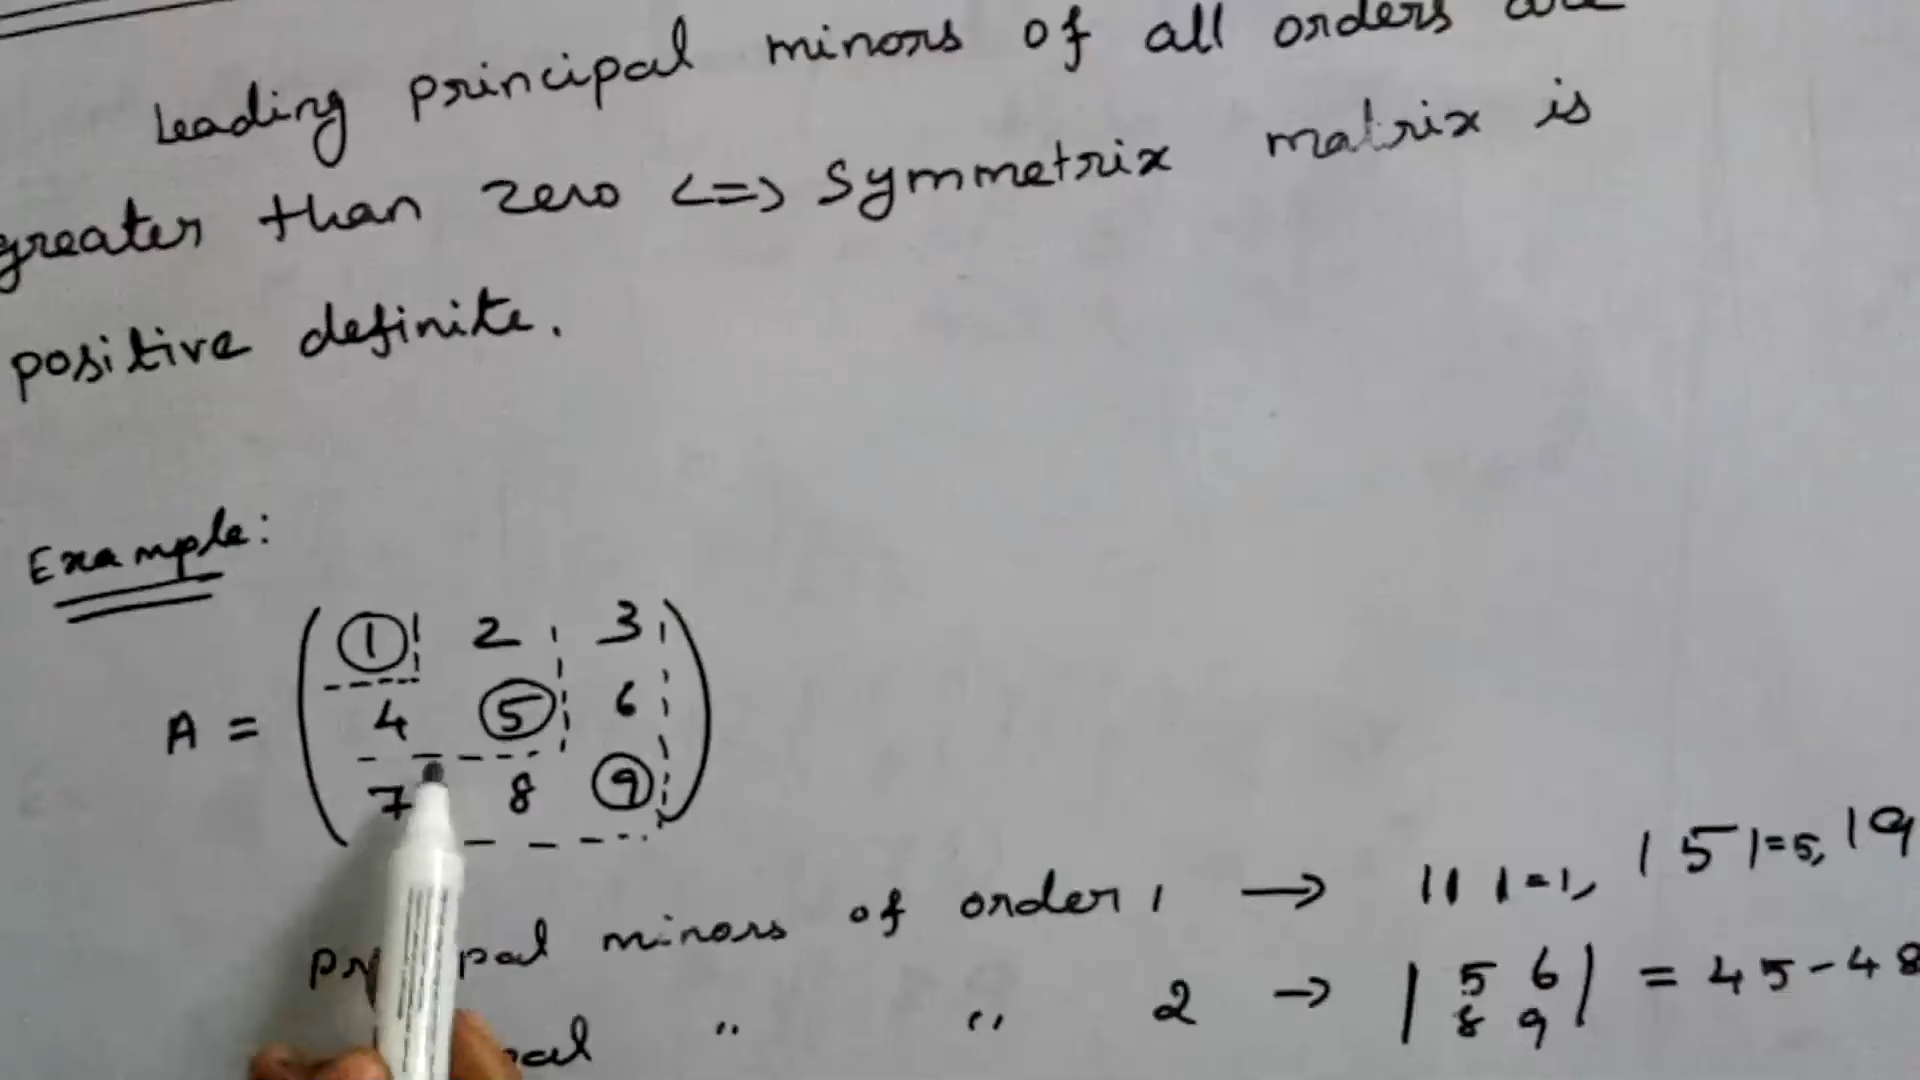 Leading principal minors of all orders are
greater than zero <=> Symmetrix matrix is
positive definite.
Example:
A = ( 1 2 3
4 5 6
7 8 9 )
minors of order 1 → |1|=1, |5|=5, |9
" " 2 → | 5 6
8 9 | = 45-48